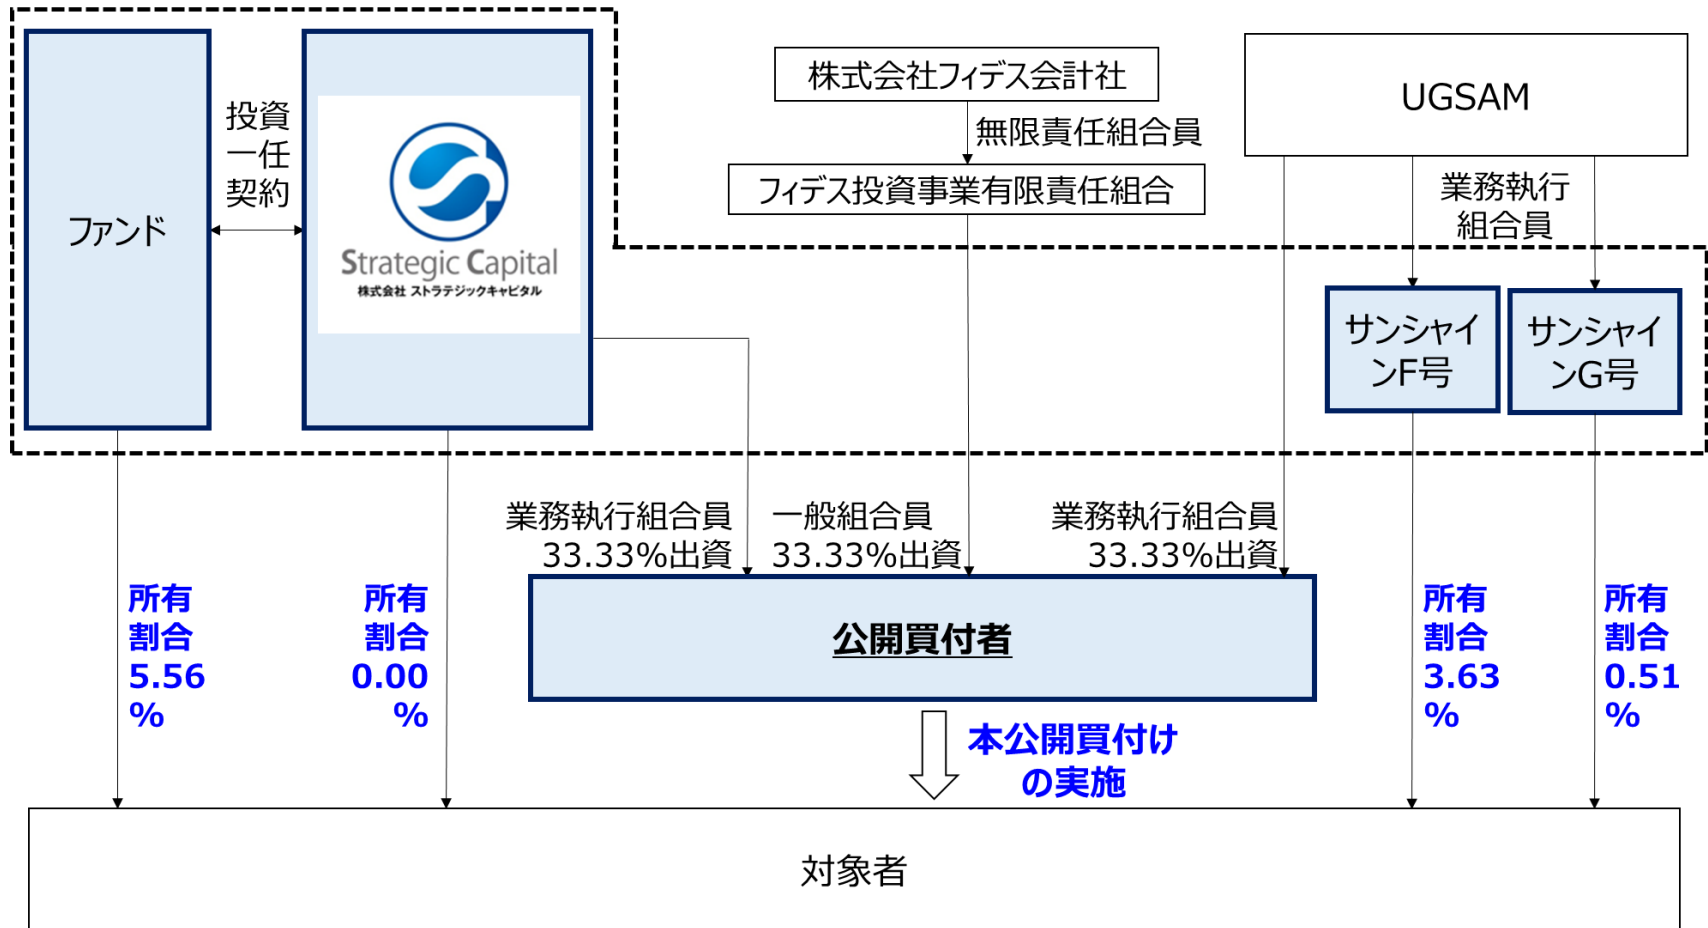 ファンド
投資
一任
契約
Strategic Capital
株式会社 ストラテジックキャピタル
株式会社フィデス会計社
無限責任組合員
フィデス投資事業有限責任組合
UGSAM
業務執行
組合員
サンシャイ
ンF号
サンシャイ
ンG号
業務執行組合員
33.33%出資
一般組合員
33.33%出資
業務執行組合員
33.33%出資
所有
割合
5.56
%
所有
割合
0.00
%
公開買付者
所有
割合
3.63
%
所有
割合
0.51
%
本公開買付け
の実施
対象者